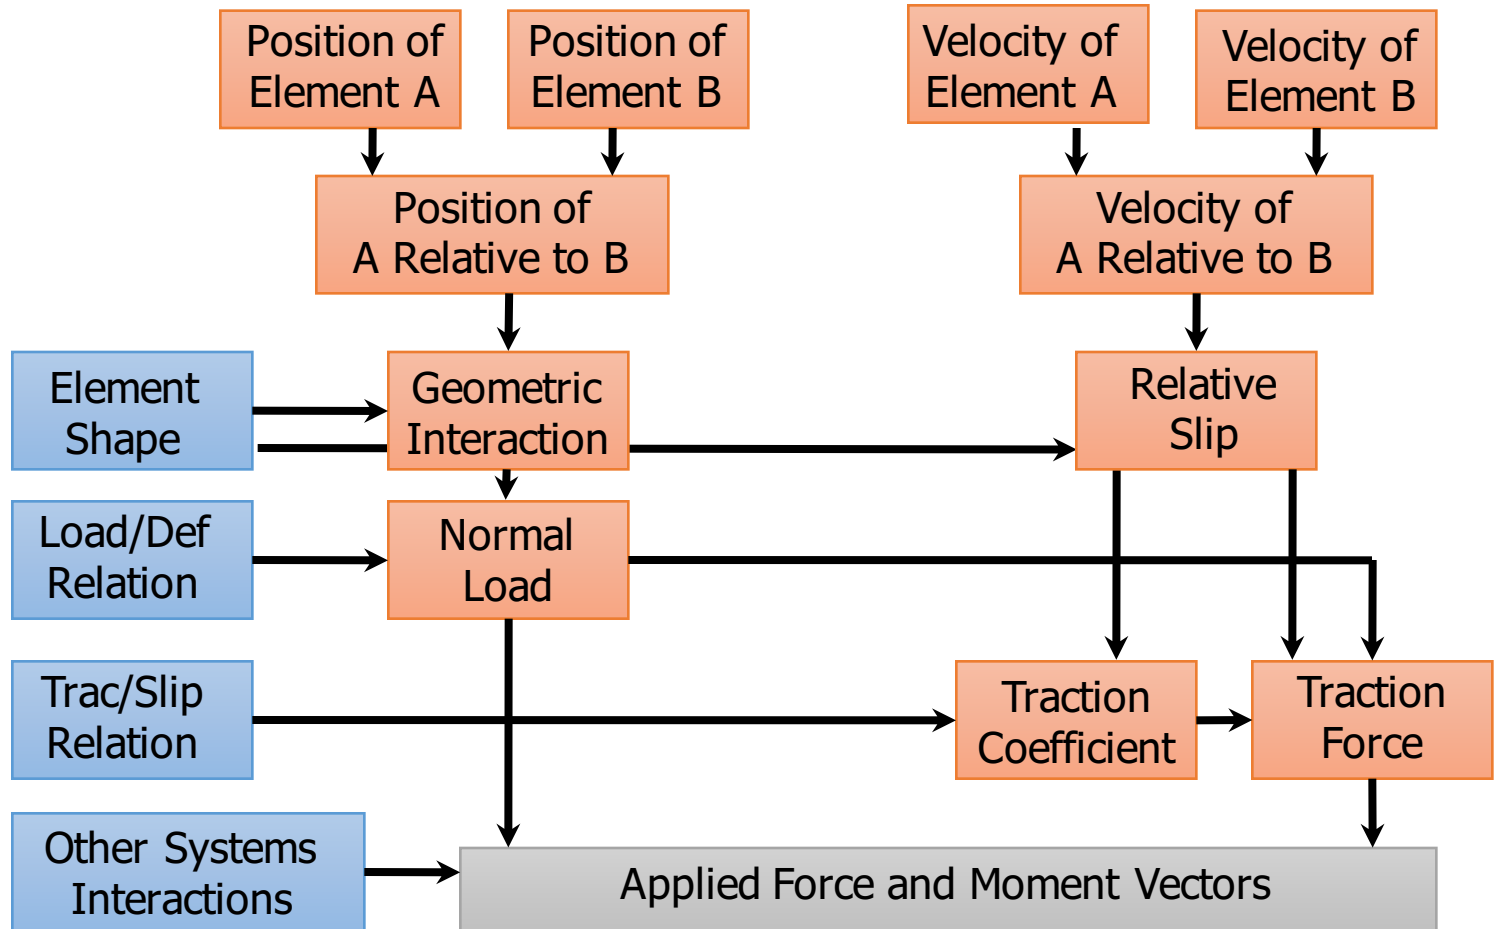 Position of
Element A
Position of
Element B
Velocity of
Element A
Velocity of
Element B
Position of
A Relative to B
Velocity of
A Relative to B
Element
Shape
Geometric
Interaction
Relative
Slip
Load/Def
Relation
Normal
Load
Trac/Slip
Relation
Traction
Coefficient
Traction
Force
Other Systems
Interactions
Applied Force and Moment Vectors